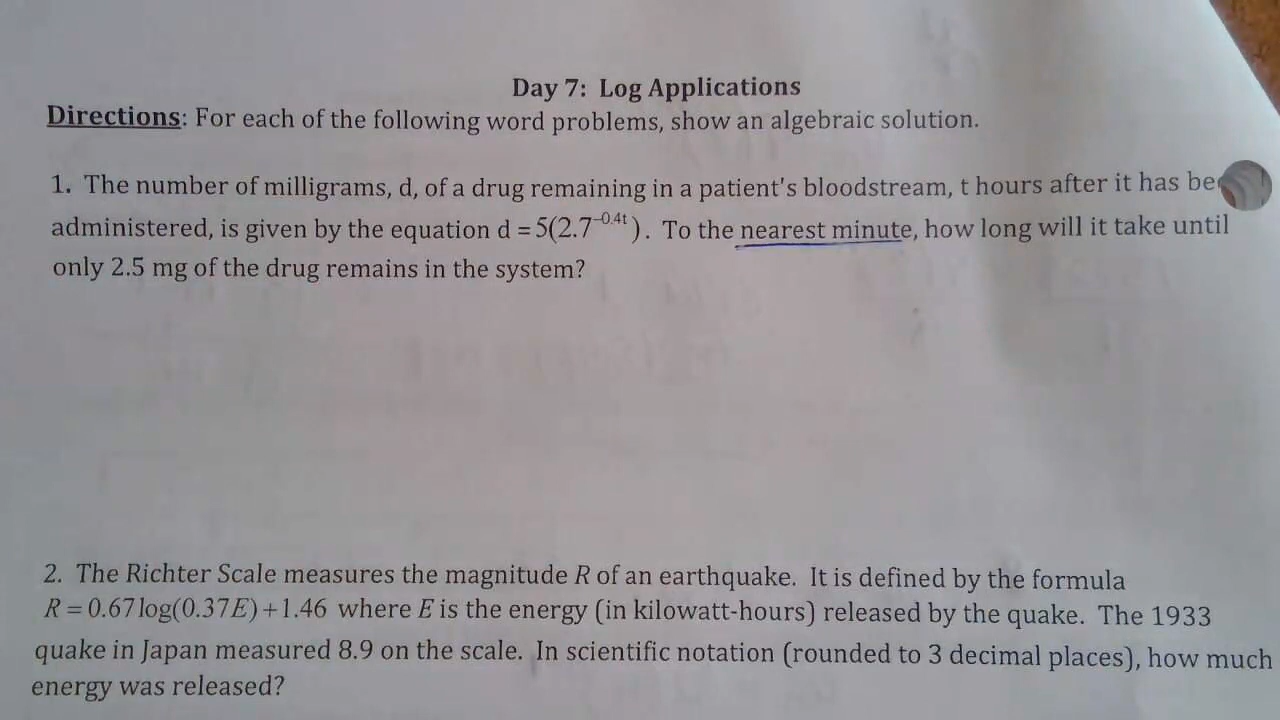 Day 7: Log Applications
Directions: For each of the following word problems, show an algebraic solution.
1. The number of milligrams, d, of a drug remaining in a patient's bloodstream, t hours after it has
administered, is given by the equation d = 5(2.7^{-0.4t}). To the nearest minute, how long will it take until
only 2.5 mg of the drug remains in the system?
2. The Richter Scale measures the magnitude R of an earthquake. It is defined by the formula
R = 0.67 log(0.37E) + 1.46 where E is the energy (in kilowatt-hours) released by the quake. The 1933
quake in Japan measured 8.9 on the scale. In scientific notation (rounded to 3 decimal places), how much
energy was released?